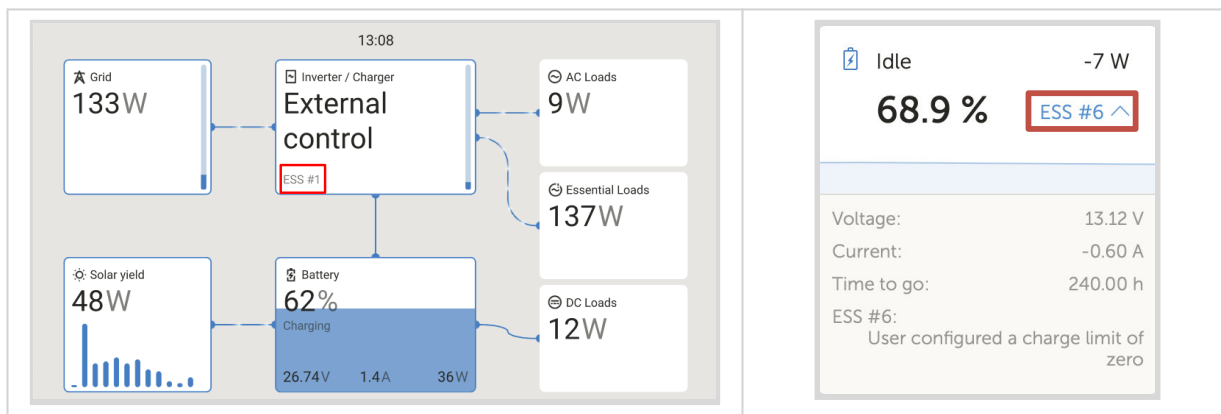 13:08
Grid
133W
Inverter / Charger
External
control
ESS #1
AC Loads
9W
Essential Loads
137W
Solar yield
48W
Battery
62%
Charging
26.74V 1.4A 36W
DC Loads
12W
Idle -7 W
68.9 % ESS #6
Voltage: 13.12 V
Current: -0.60 A
Time to go: 240.00 h
ESS #6:
User configured a charge limit of
zero